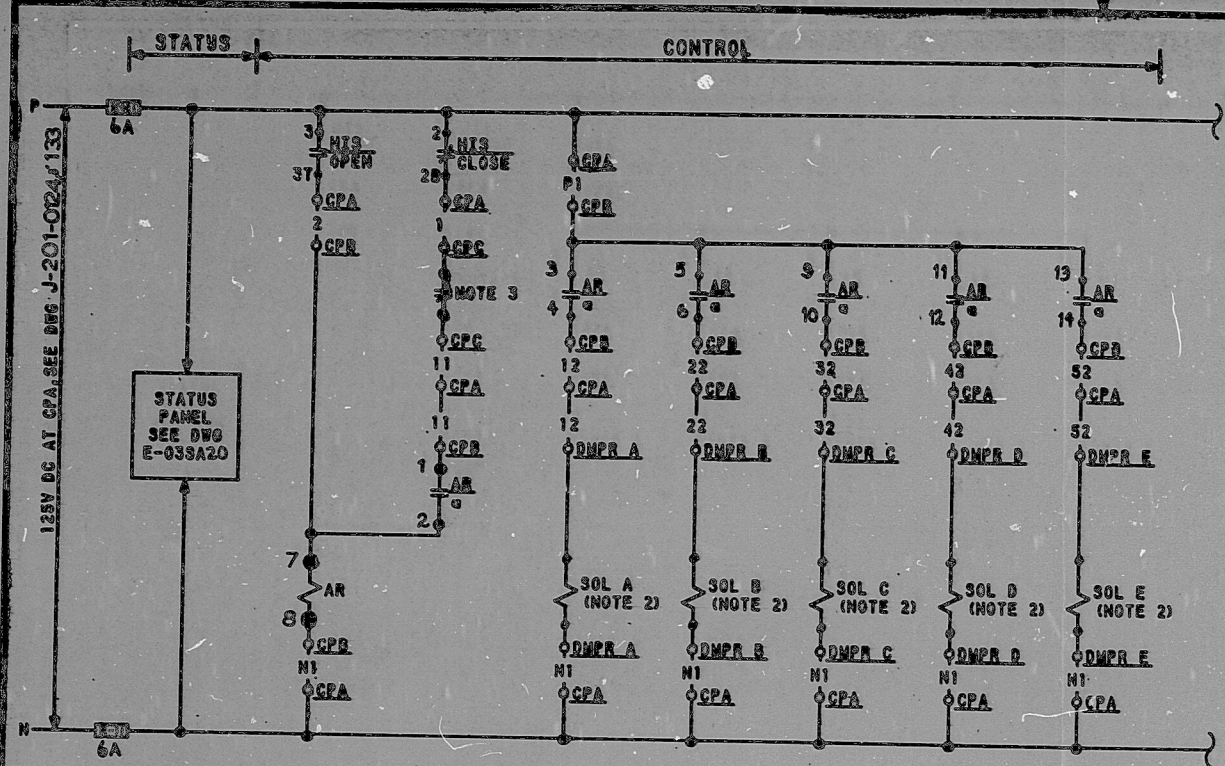 STATUS
CONTROL
P
6A
125V DC AT CPA, SEE DWG J-201-0124,/133
STATUS
PANEL
SEE DWG
E-03SA20
3
HIS
OPEN
3T
CPA
2
CPB
2
HIS
CLOSE
2B
CPA
1
CPC
NOTE 3
CPC
11
CPA
11
CPB
1
AR
a
2
7
AR
8
CPB
N1
CPA
CPA
P1
CPB
3
AR
a
4
CPB
12
CPA
12
DMPR A
SOL A
(NOTE 2)
DMPR A
N1
CPA
5
AR
a
6
CPB
22
CPA
22
DMPR B
SOL B
(NOTE 2)
DMPR B
N1
CPA
9
AR
a
10
CPB
32
CPA
32
DMPR C
SOL C
(NOTE 2)
DMPR C
N1
CPA
11
AR
a
12
CPB
42
CPA
42
DMPR D
SOL D
(NOTE 2)
DMPR D
N1
CPA
13
AR
a
14
CPB
52
CPA
52
DMPR E
SOL E
(NOTE 2)
DMPR E
N1
CPA
N
6A